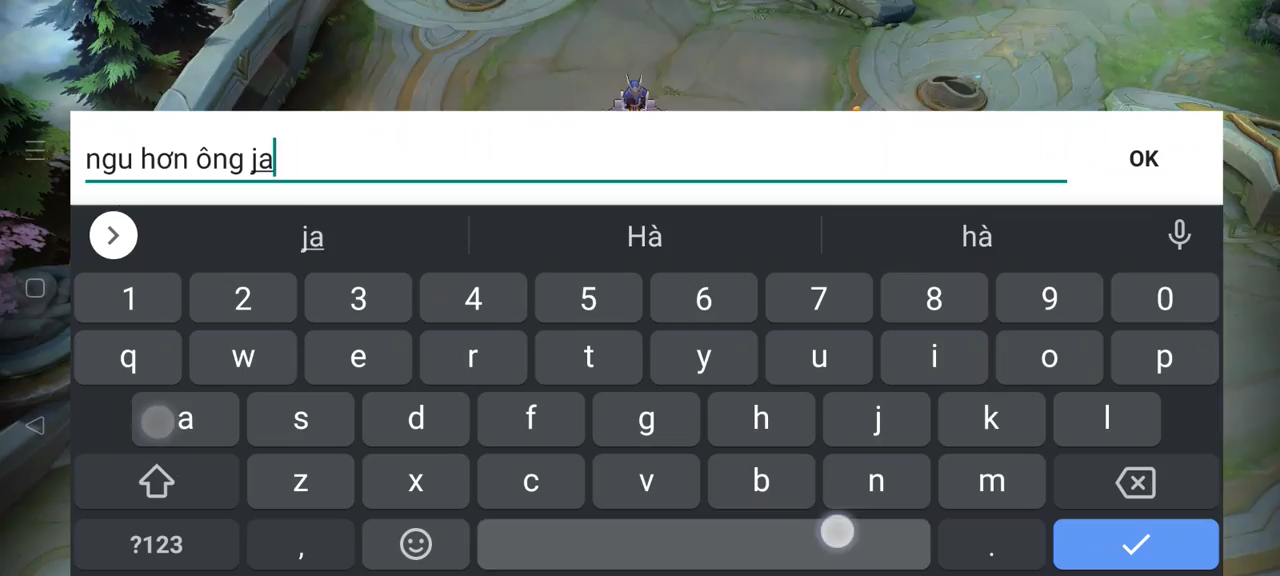 ngu hơn ông ja
OK
ja Hà hà
1 2 3 4 5 6 7 8 9 0
q w e r t y u i o p
a s d f g h j k l
z x c v b n m
?123 , .